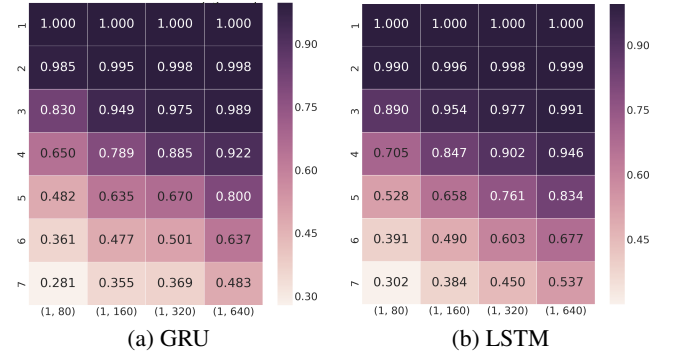 1 1.000 1.000 1.000 1.000
2 0.985 0.995 0.998 0.998
3 0.830 0.949 0.975 0.989
4 0.650 0.789 0.885 0.922
5 0.482 0.635 0.670 0.800
6 0.361 0.477 0.501 0.637
7 0.281 0.355 0.369 0.483
(1, 80) (1, 160) (1, 320) (1, 640)
0.90
0.75
0.60
0.45
0.30
(a) GRU
1 1.000 1.000 1.000 1.000
2 0.990 0.996 0.998 0.999
3 0.890 0.954 0.977 0.991
4 0.705 0.847 0.902 0.946
5 0.528 0.658 0.761 0.834
6 0.391 0.490 0.603 0.677
7 0.302 0.384 0.450 0.537
(1, 80) (1, 160) (1, 320) (1, 640)
0.90
0.75
0.60
0.45
(b) LSTM